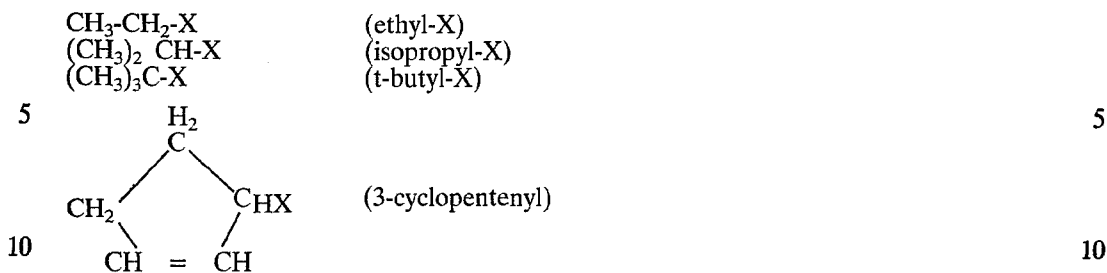 CH₃-CH₂-X (ethyl-X)
(CH₃)₂ CH-X (isopropyl-X)
(CH₃)₃C-X (t-butyl-X)
5 H₂ 5
C
CH₂ CHX (3-cyclopentenyl)
10 CH = CH 10